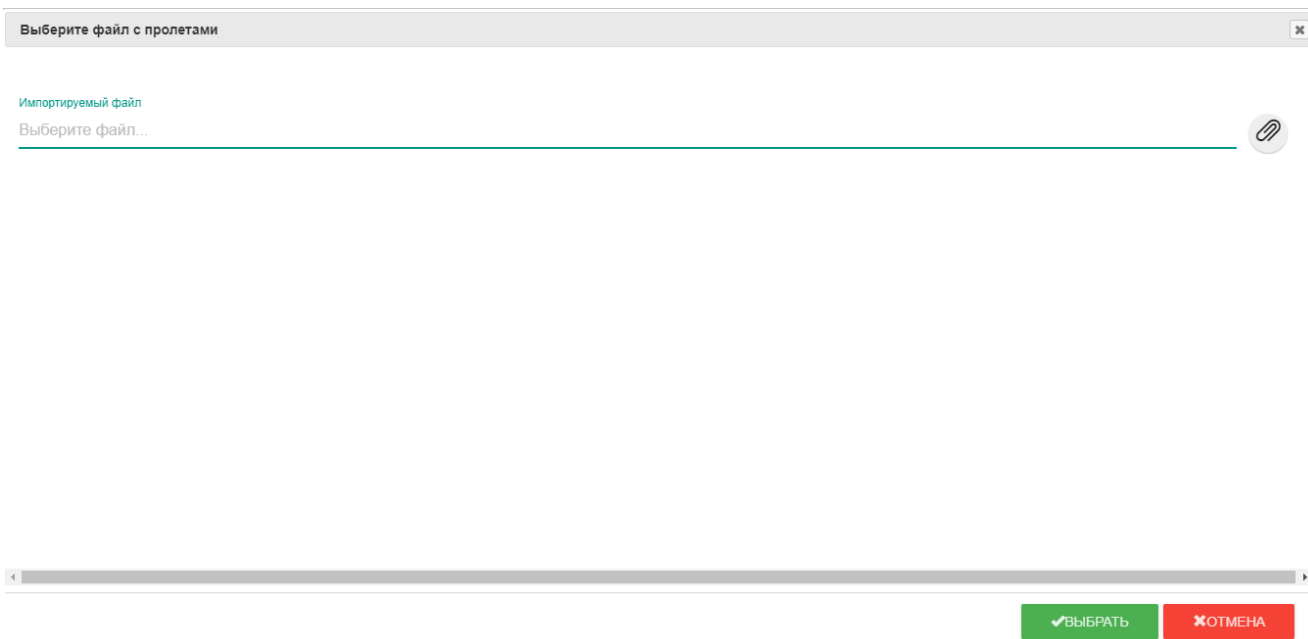 Выберите файл с пролетами
Импортируемый файл
Выберите файл...
ВЫБРАТЬ
ОТМЕНА